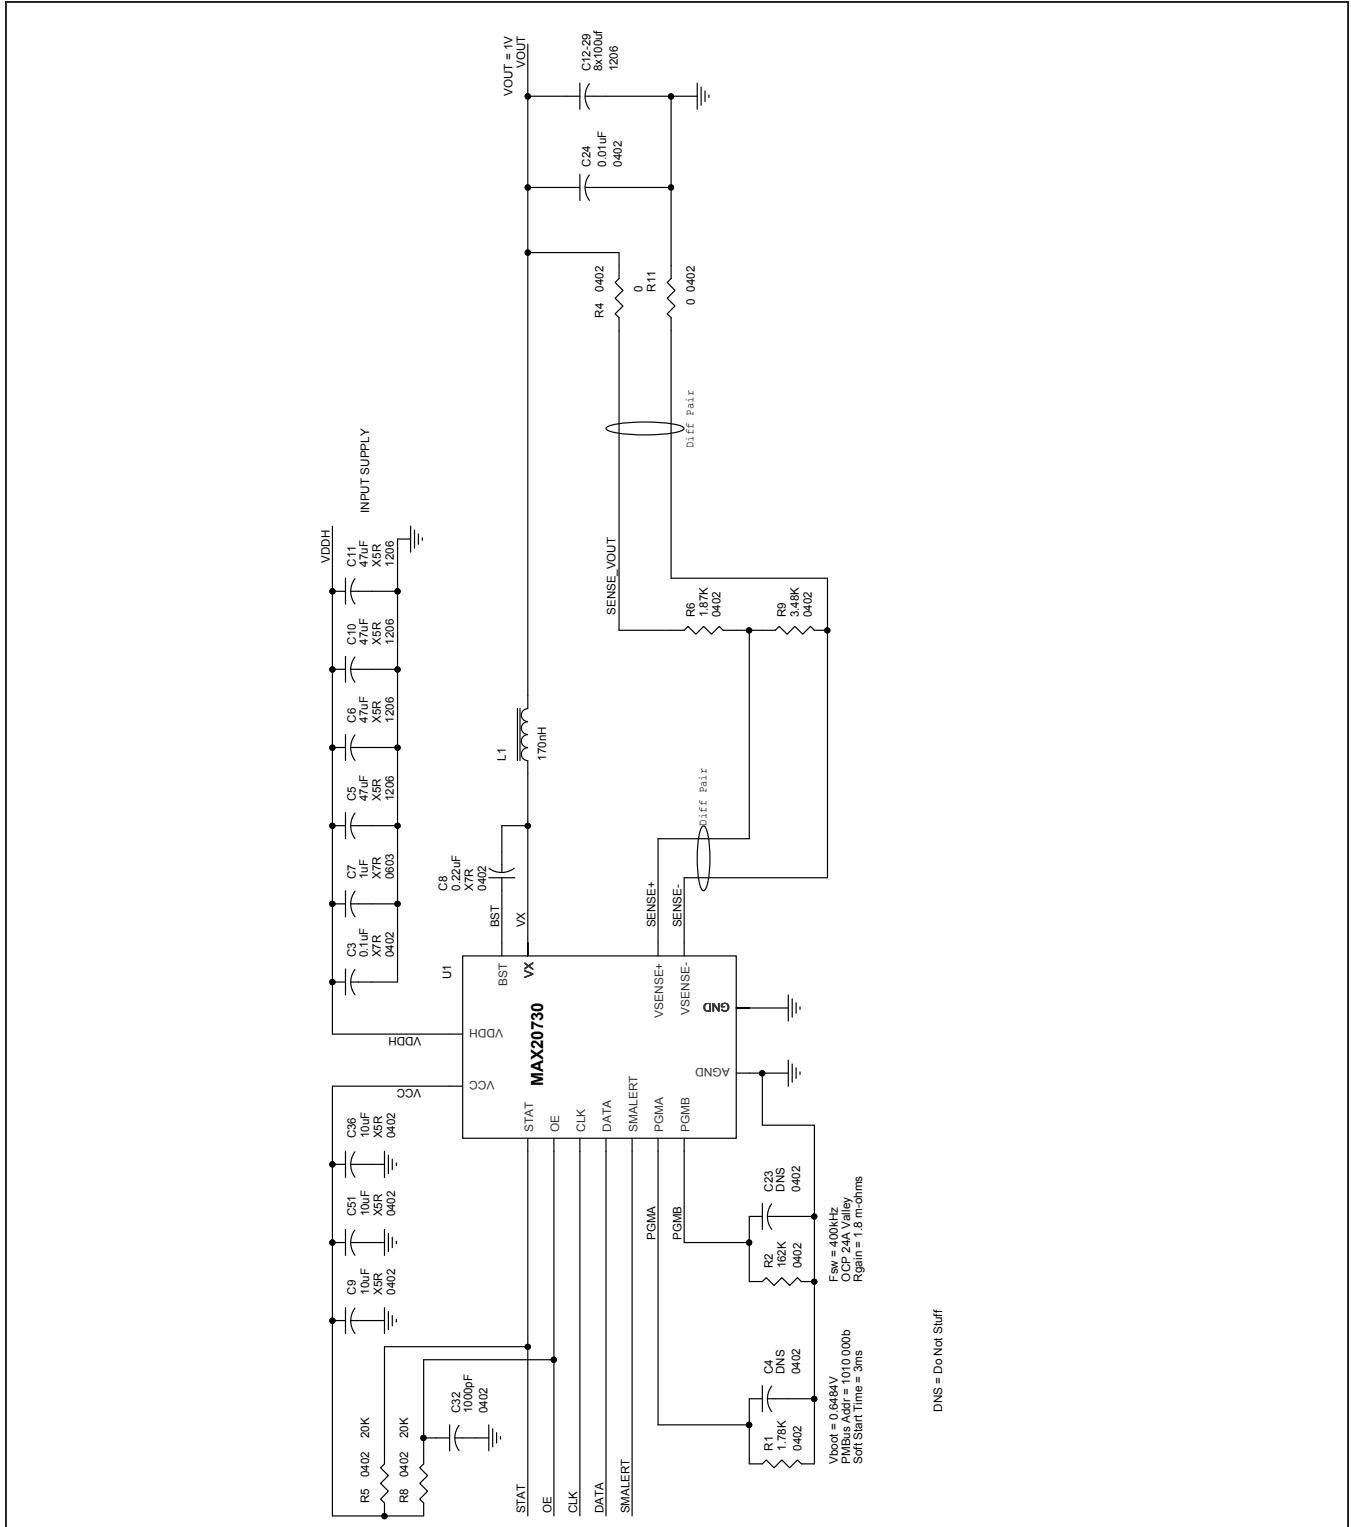 VOUT = 1V
VOUT
C12-29
8x100uf
1206
C24
0.01uF
0402
R4 0402
0
R11
0 0402
Diff Pair
INPUT SUPPLY
VDDH
C11
47uF
X5R
1206
C10
47uF
X5R
1206
C6
47uF
X5R
1206
C5
47uF
X5R
1206
C7
1uF
X7R
0603
C3
0.1uF
X7R
0402
SENSE_VOUT
R6
1.87K
0402
R9
3.48K
0402
L1
170nH
Diff Pair
C8
0.22uF
X7R
0402
BST
VX
SENSE+
SENSE-
U1
MAX20730
BST
VX
VSENSE+
VSENSE-
VDDH
VDDH
VCC
VCC
GND
AGND
STAT
OE
CLK
DATA
SMALERT
PGMA
PGMB
C36
10uF
X5R
0402
C51
10uF
X5R
0402
C9
10uF
X5R
0402
PGMA
PGMB
C23
DNS
0402
R2
162K
0402
Fsw = 400kHz
OCP 24A Valley
Rgain = 1.8 m-ohms
C4
DNS
0402
R1
1.78K
0402
Vboot = 0.6484V
PMBus Addr = 1010 000b
Soft Start Time = 3ms
C32
1000pF
0402
R5 0402 20K
R8 0402 20K
STAT
OE
CLK
DATA
SMALERT
DNS = Do Not Stuff